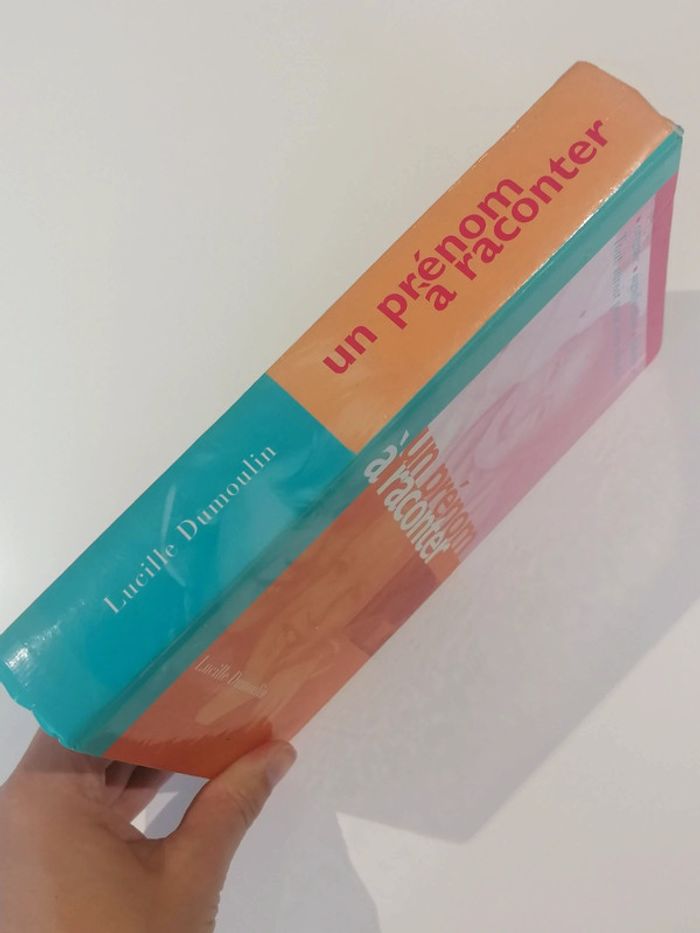 un prénom
à raconter
Lucille Dumoulin
un prénom
à raconter
Lucille Dumoulin